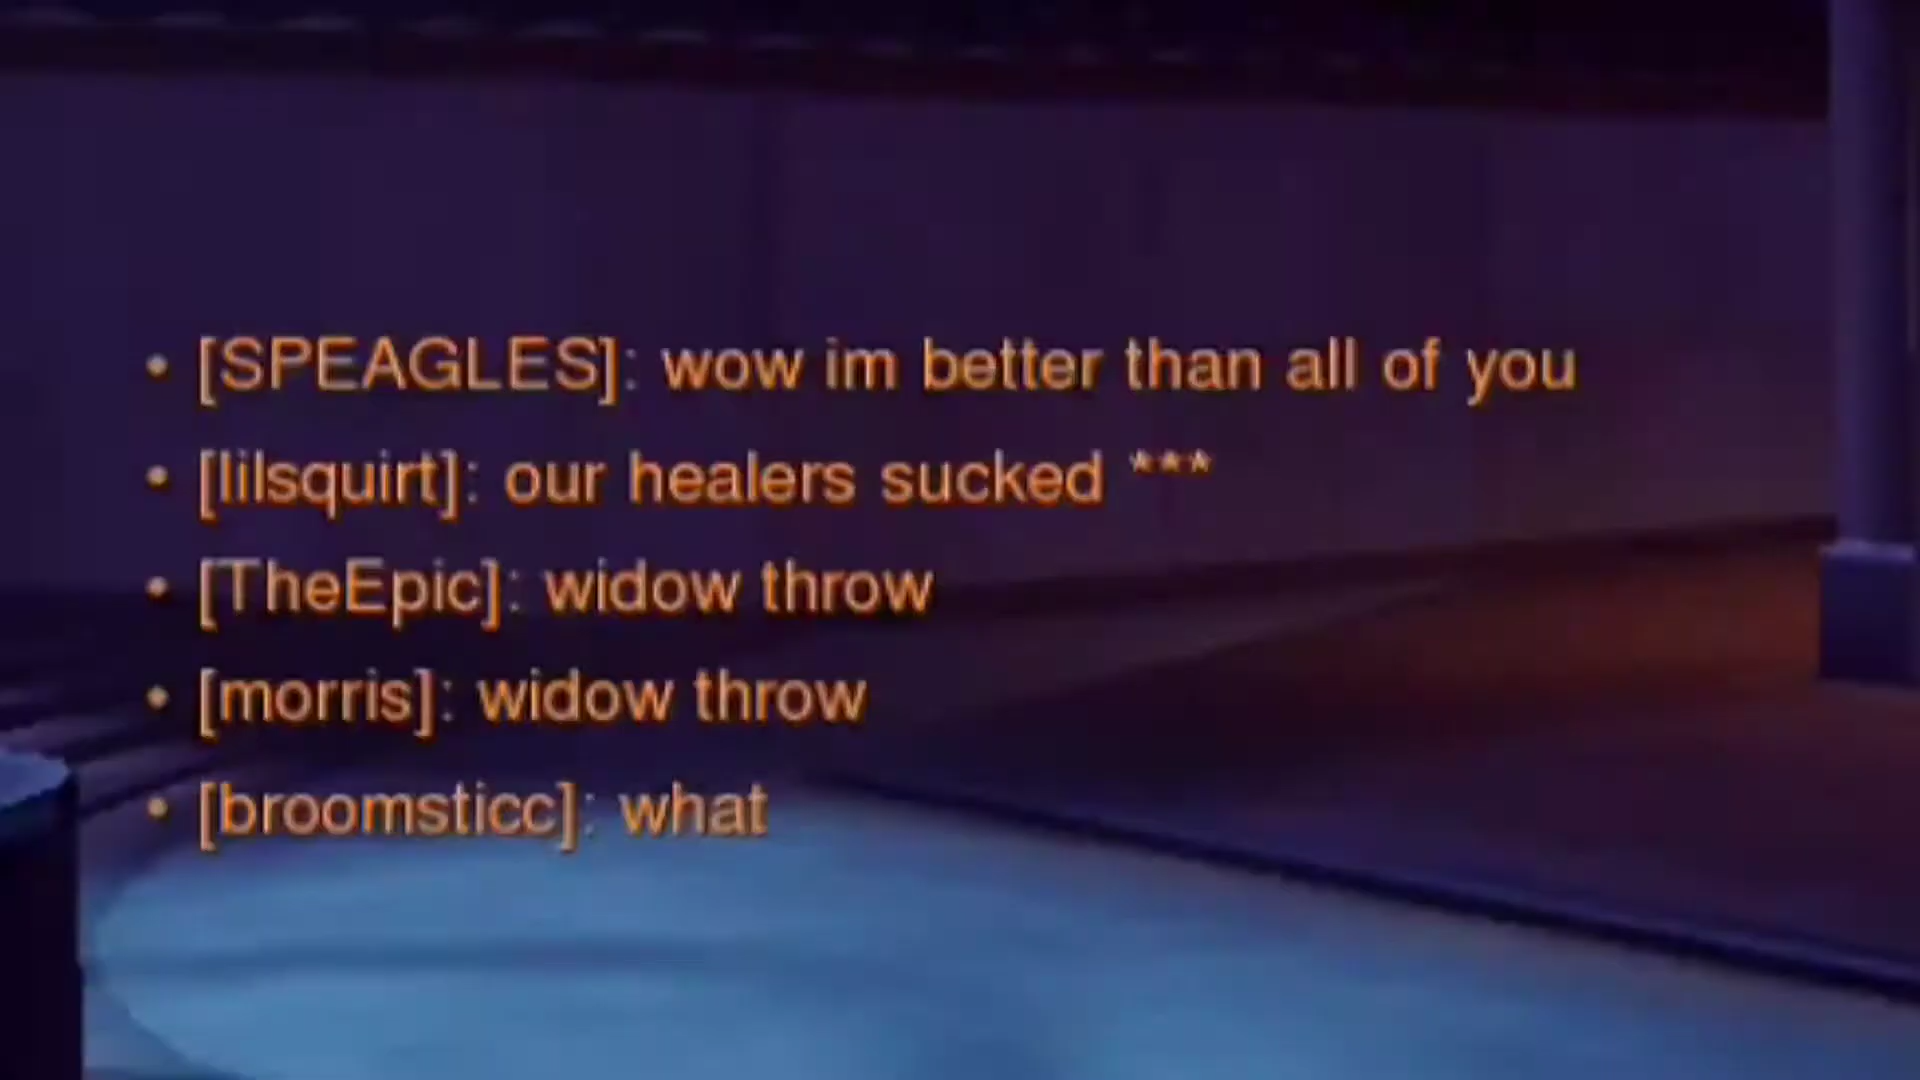 • [SPEAGLES]: wow im better than all of you
• [lilsquirt]: our healers sucked ***
• [TheEpic]: widow throw
• [morris]: widow throw
• [broomsticc]: what